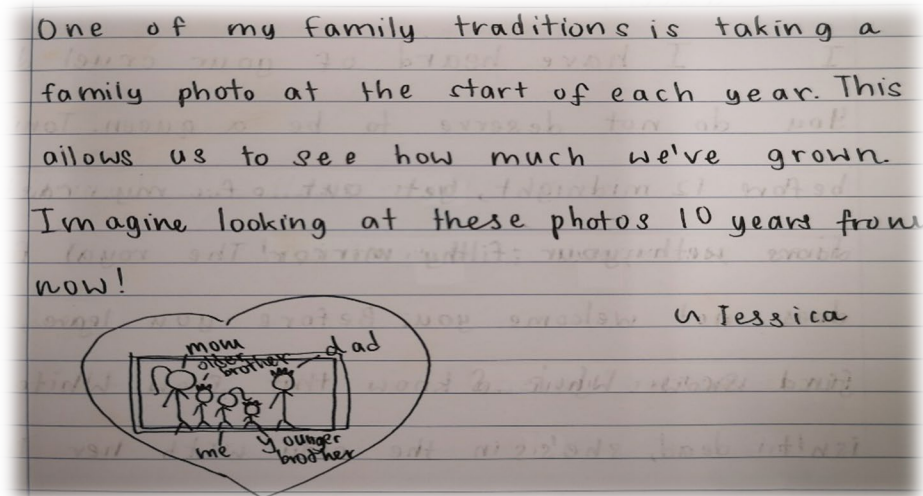 One of my family traditions is taking a
family photo at the start of each year. This
allows us to see how much we've grown.
Imagine looking at these photos 10 years from
now!
Jessica
mom
older
brother
dad
me
younger
brother